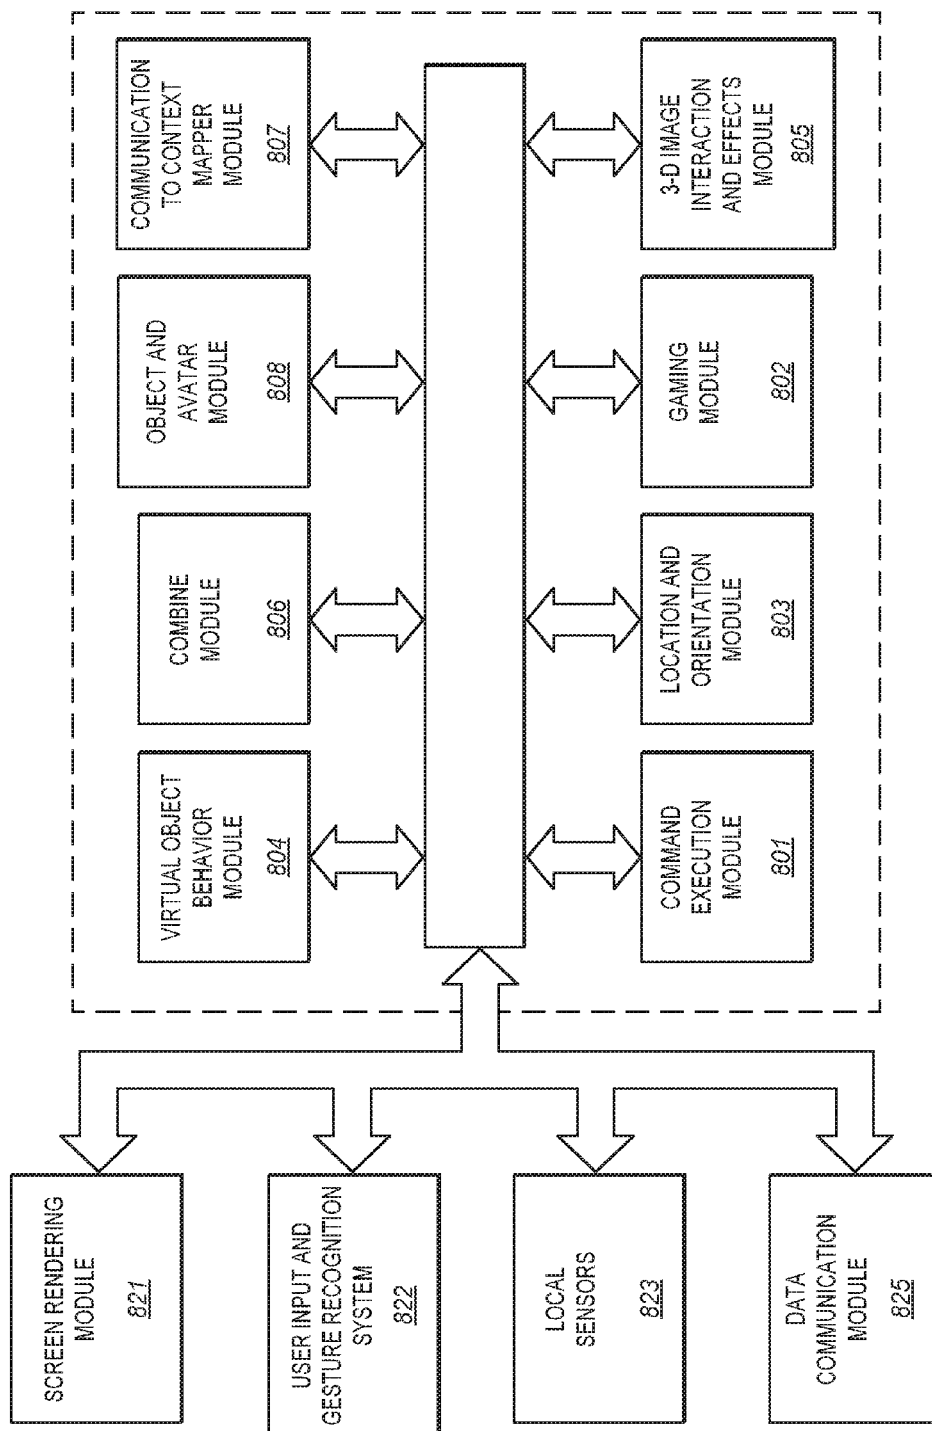 SCREEN RENDERING
MODULE
821
USER INPUT AND
GESTURE RECOGNITION
SYSTEM
822
LOCAL
SENSORS
823
DATA
COMMUNICATION
MODULE
825
VIRTUAL OBJECT
BEHAVIOR
MODULE
804
COMBINE
MODULE
806
OBJECT AND
AVATAR
MODULE
808
COMMUNICATION
TO CONTEXT
MAPPER
MODULE
807
COMMAND
EXECUTION
MODULE
801
LOCATION AND
ORIENTATION
MODULE
803
GAMING
MODULE
802
3-D IMAGE
INTERACTION
AND EFFECTS
MODULE
805